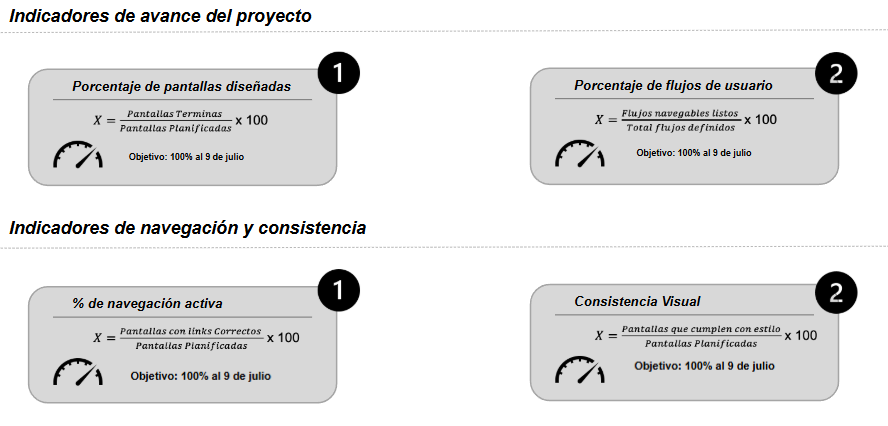 Indicadores de avance del proyecto
1
Porcentaje de pantallas diseñadas
X = Pantallas Terminas / Pantallas Planificadas x 100
Objetivo: 100% al 9 de julio
2
Porcentaje de flujos de usuario
X = Flujos navegables listos / Total flujos definidos x 100
Objetivo: 100% al 9 de julio
Indicadores de navegación y consistencia
1
% de navegación activa
X = Pantallas con links Correctos / Pantallas Planificadas x 100
Objetivo: 100% al 9 de julio
2
Consistencia Visual
X = Pantallas que cumplen con estilo / Pantallas Planificadas x 100
Objetivo: 100% al 9 de julio